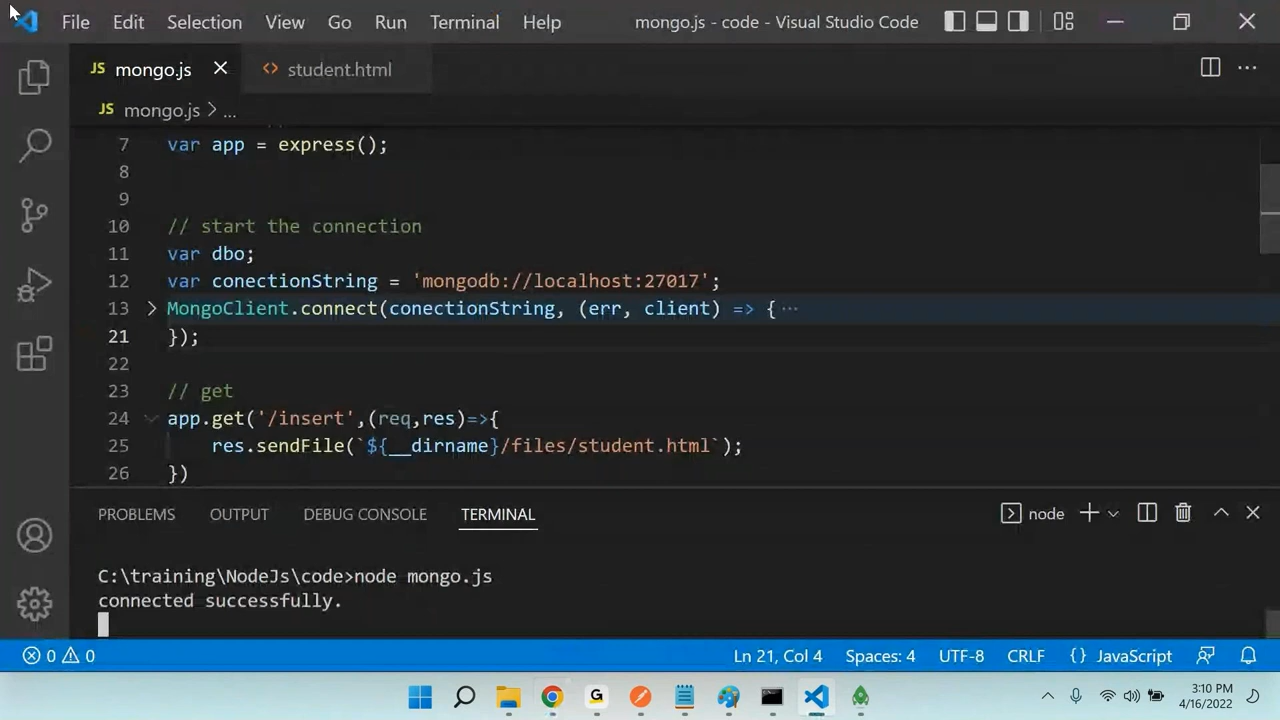 File Edit Selection View Go Run Terminal Help mongo.js - code - Visual Studio Code
JS mongo.js student.html
JS mongo.js > ...
7 var app = express();
8
9
10 // start the connection
11 var dbo;
12 var conectionString = 'mongodb://localhost:27017';
13 MongoClient.connect(conectionString, (err, client) => { ...
21 });
22
23 // get
24 app.get('/insert',(req,res)=>{
25 res.sendFile(`${__dirname}/files/student.html`);
26 })
PROBLEMS OUTPUT DEBUG CONSOLE TERMINAL node
C:\training\NodeJs\code>node mongo.js
connected successfully.
0 0 Ln 21, Col 4 Spaces: 4 UTF-8 CRLF {} JavaScript
G 3:10 PM
4/16/2022